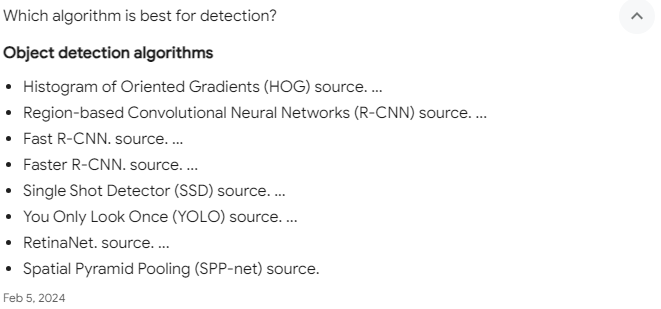 Which algorithm is best for detection?
Object detection algorithms
• Histogram of Oriented Gradients (HOG) source. ...
• Region-based Convolutional Neural Networks (R-CNN) source. ...
• Fast R-CNN. source. ...
• Faster R-CNN. source. ...
• Single Shot Detector (SSD) source. ...
• You Only Look Once (YOLO) source. ...
• RetinaNet. source. ...
• Spatial Pyramid Pooling (SPP-net) source.
Feb 5, 2024